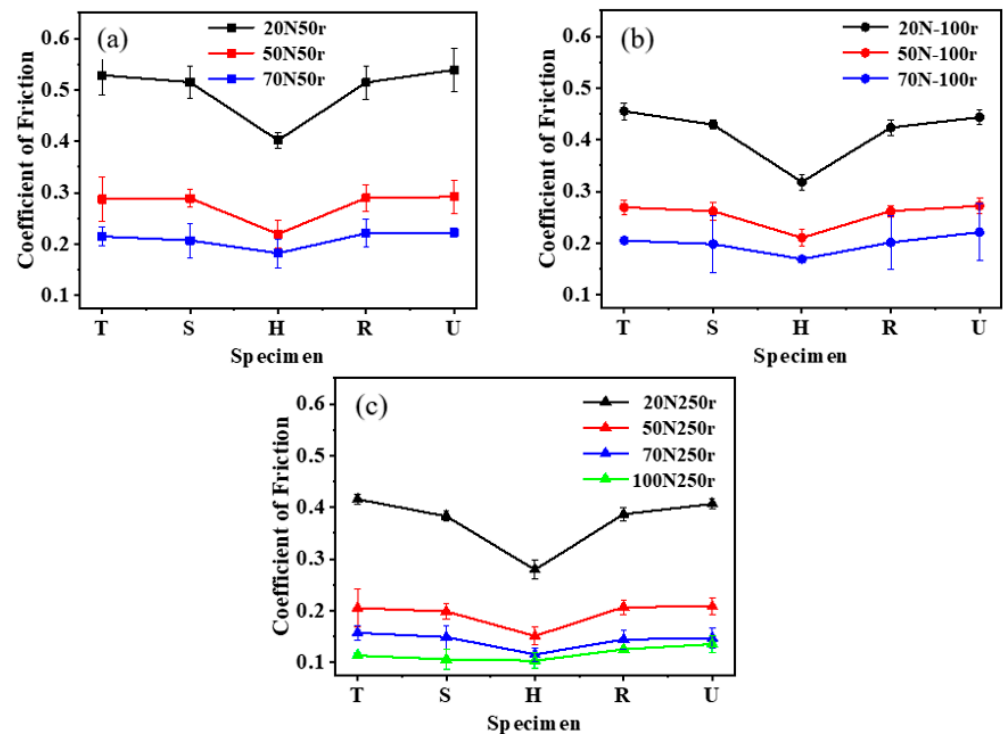 (a)
20N50r
50N50r
70N50r
Coefficient of Friction
0.6
0.5
0.4
0.3
0.2
0.1
T S H R U
Specimen
(b)
20N-100r
50N-100r
70N-100r
Coefficient of Friction
0.6
0.5
0.4
0.3
0.2
0.1
T S H R U
Specimen
(c)
20N250r
50N250r
70N250r
100N250r
Coefficient of Friction
0.6
0.5
0.4
0.3
0.2
0.1
T S H R U
Specimen